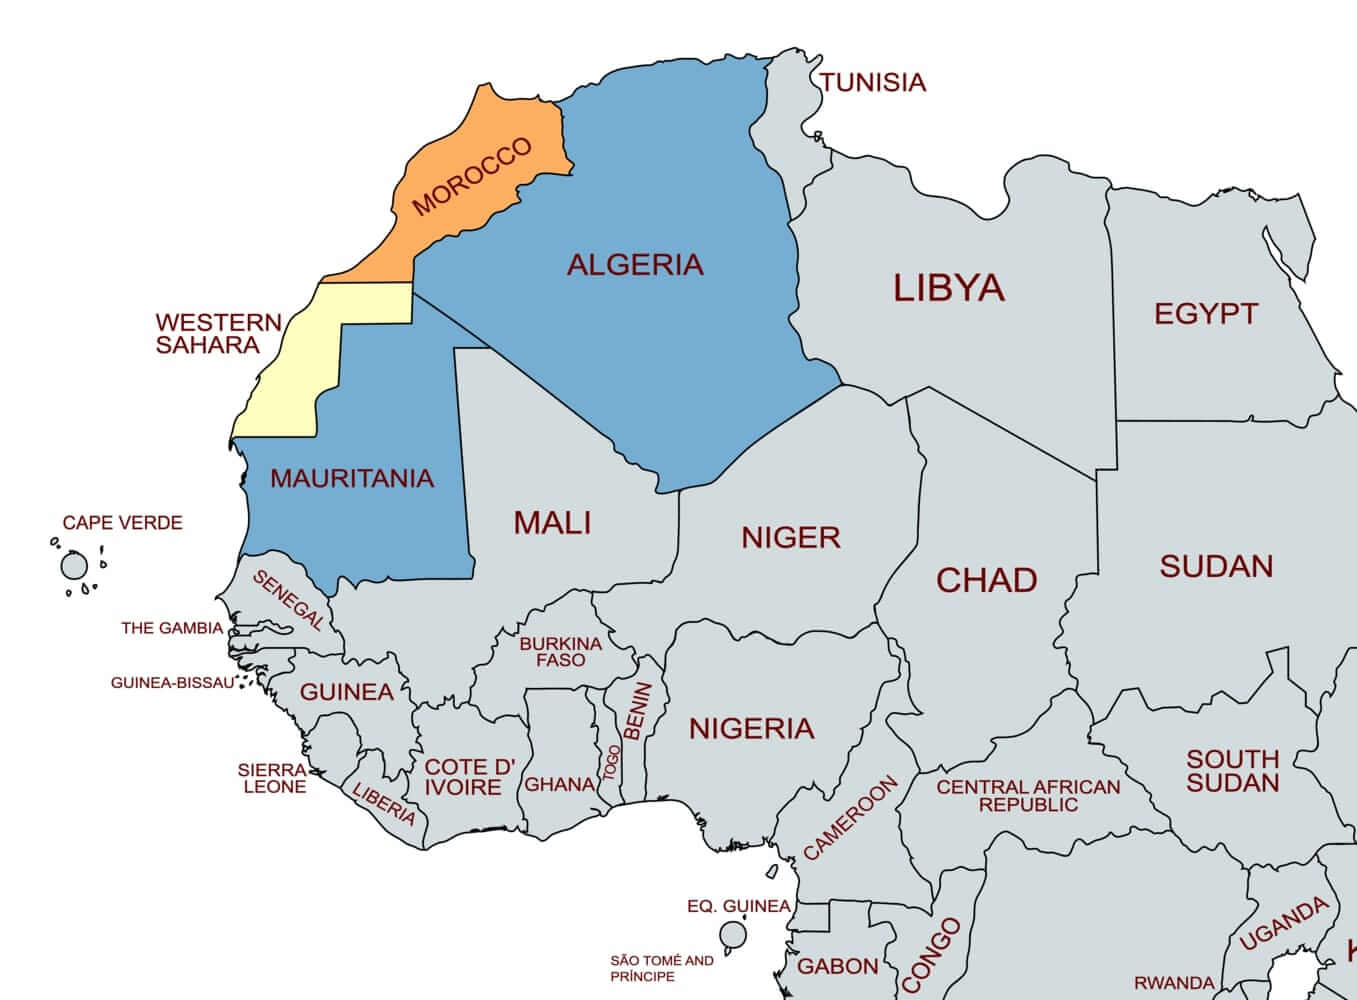 TUNISIA
MOROCCO
ALGERIA
LIBYA
EGYPT
WESTERN
SAHARA
MAURITANIA
MALI
NIGER
CHAD
SUDAN
CAPE VERDE
SENEGAL
THE GAMBIA
GUINEA-BISSAU
GUINEA
BURKINA
FASO
BENIN
NIGERIA
TOGO
SIERRA
LEONE
LIBERIA
COTE D'
IVOIRE
GHANA
CAMEROON
CENTRAL AFRICAN
REPUBLIC
SOUTH
SUDAN
EQ. GUINEA
SÃO TOMÉ AND
PRÍNCIPE
GABON
CONGO
UGANDA
RWANDA
K